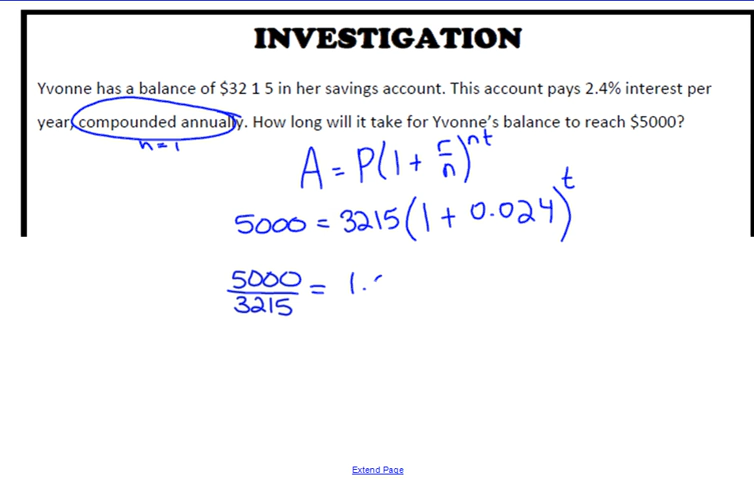 INVESTIGATION
Yvonne has a balance of $32 1 5 in her savings account. This account pays 2.4% interest per
year, compounded annually. How long will it take for Yvonne's balance to reach $5000?
n = 1
A = P(1 + r/n)^nt
5000 = 3215(1 + 0.024)^t
5000/3215 = 1.
Extend Page